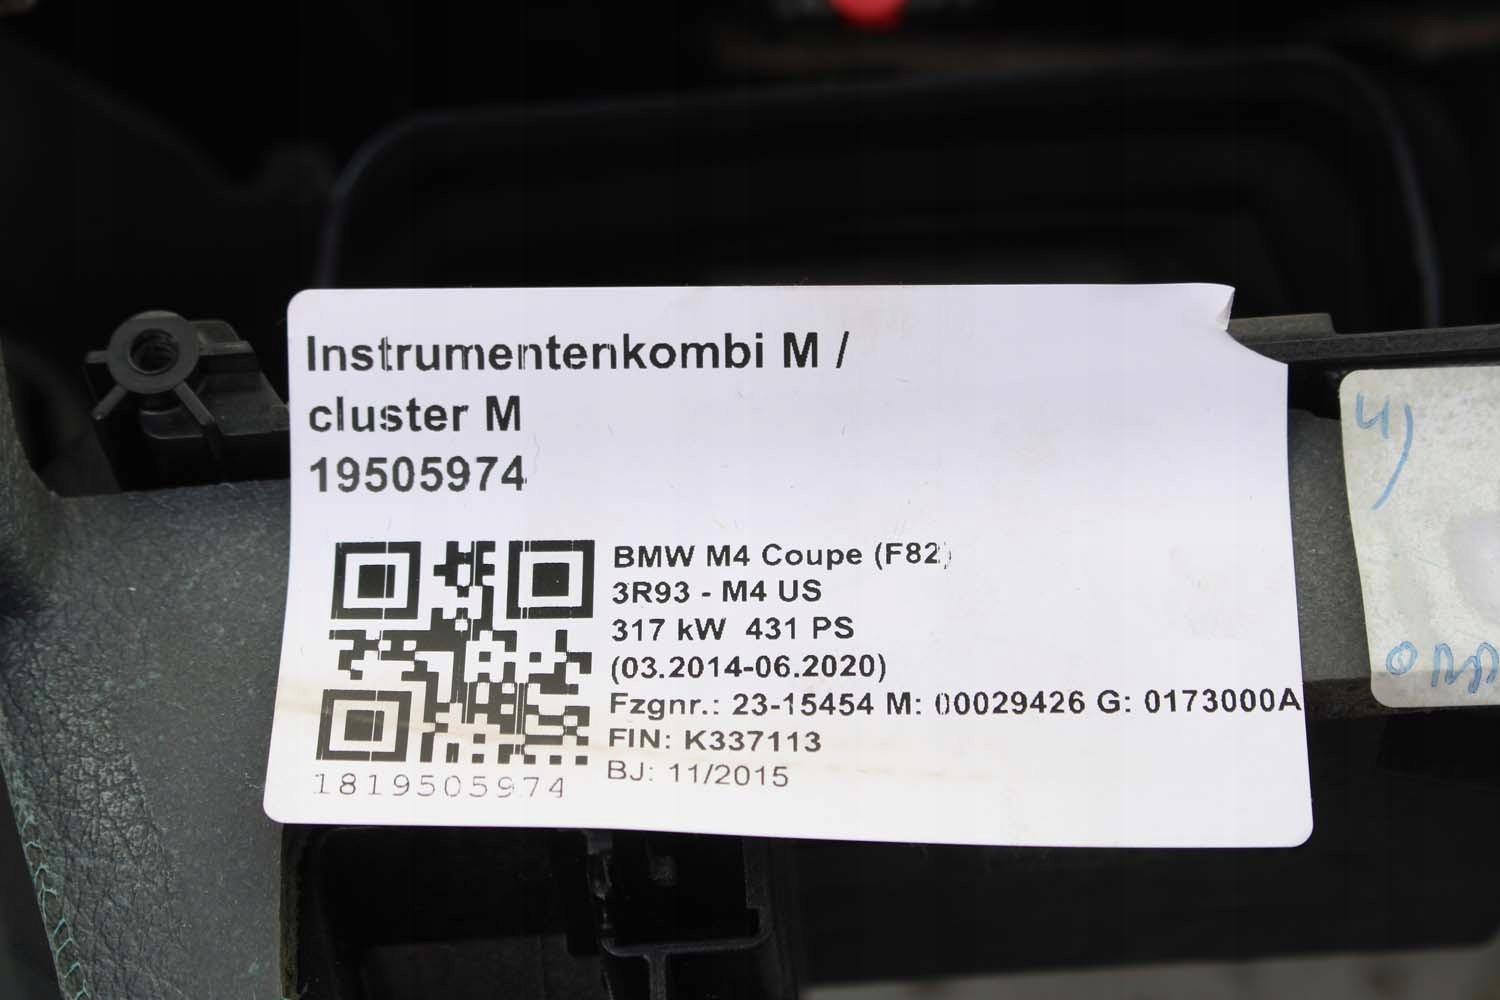 Instrumentenkombi M /
cluster M
19505974
BMW M4 Coupe (F82)
3R93 - M4 US
317 kW 431 PS
(03.2014-06.2020)
Fzgnr.: 23-15454 M: 00029426 G: 0173000A
FIN: K337113
BJ: 11/2015
1819505974
4)